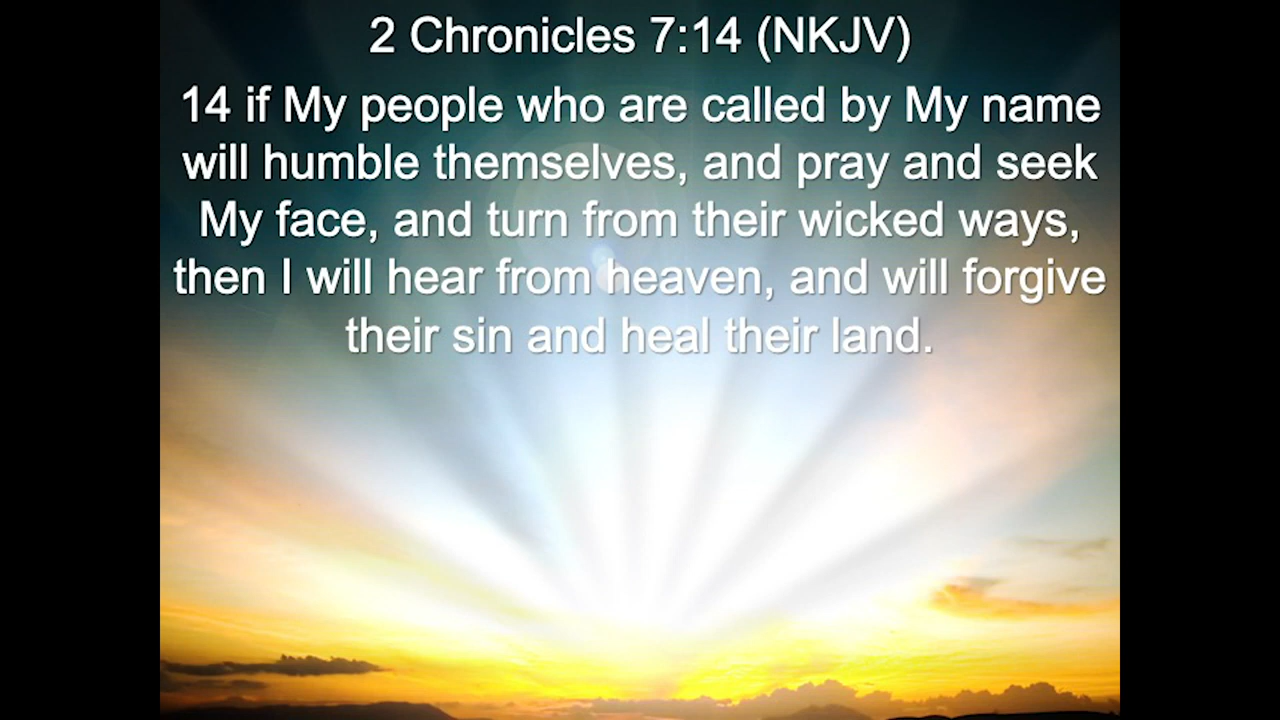 2 Chronicles 7:14 (NKJV)
14 if My people who are called by My name
will humble themselves, and pray and seek
My face, and turn from their wicked ways,
then I will hear from heaven, and will forgive
their sin and heal their land.